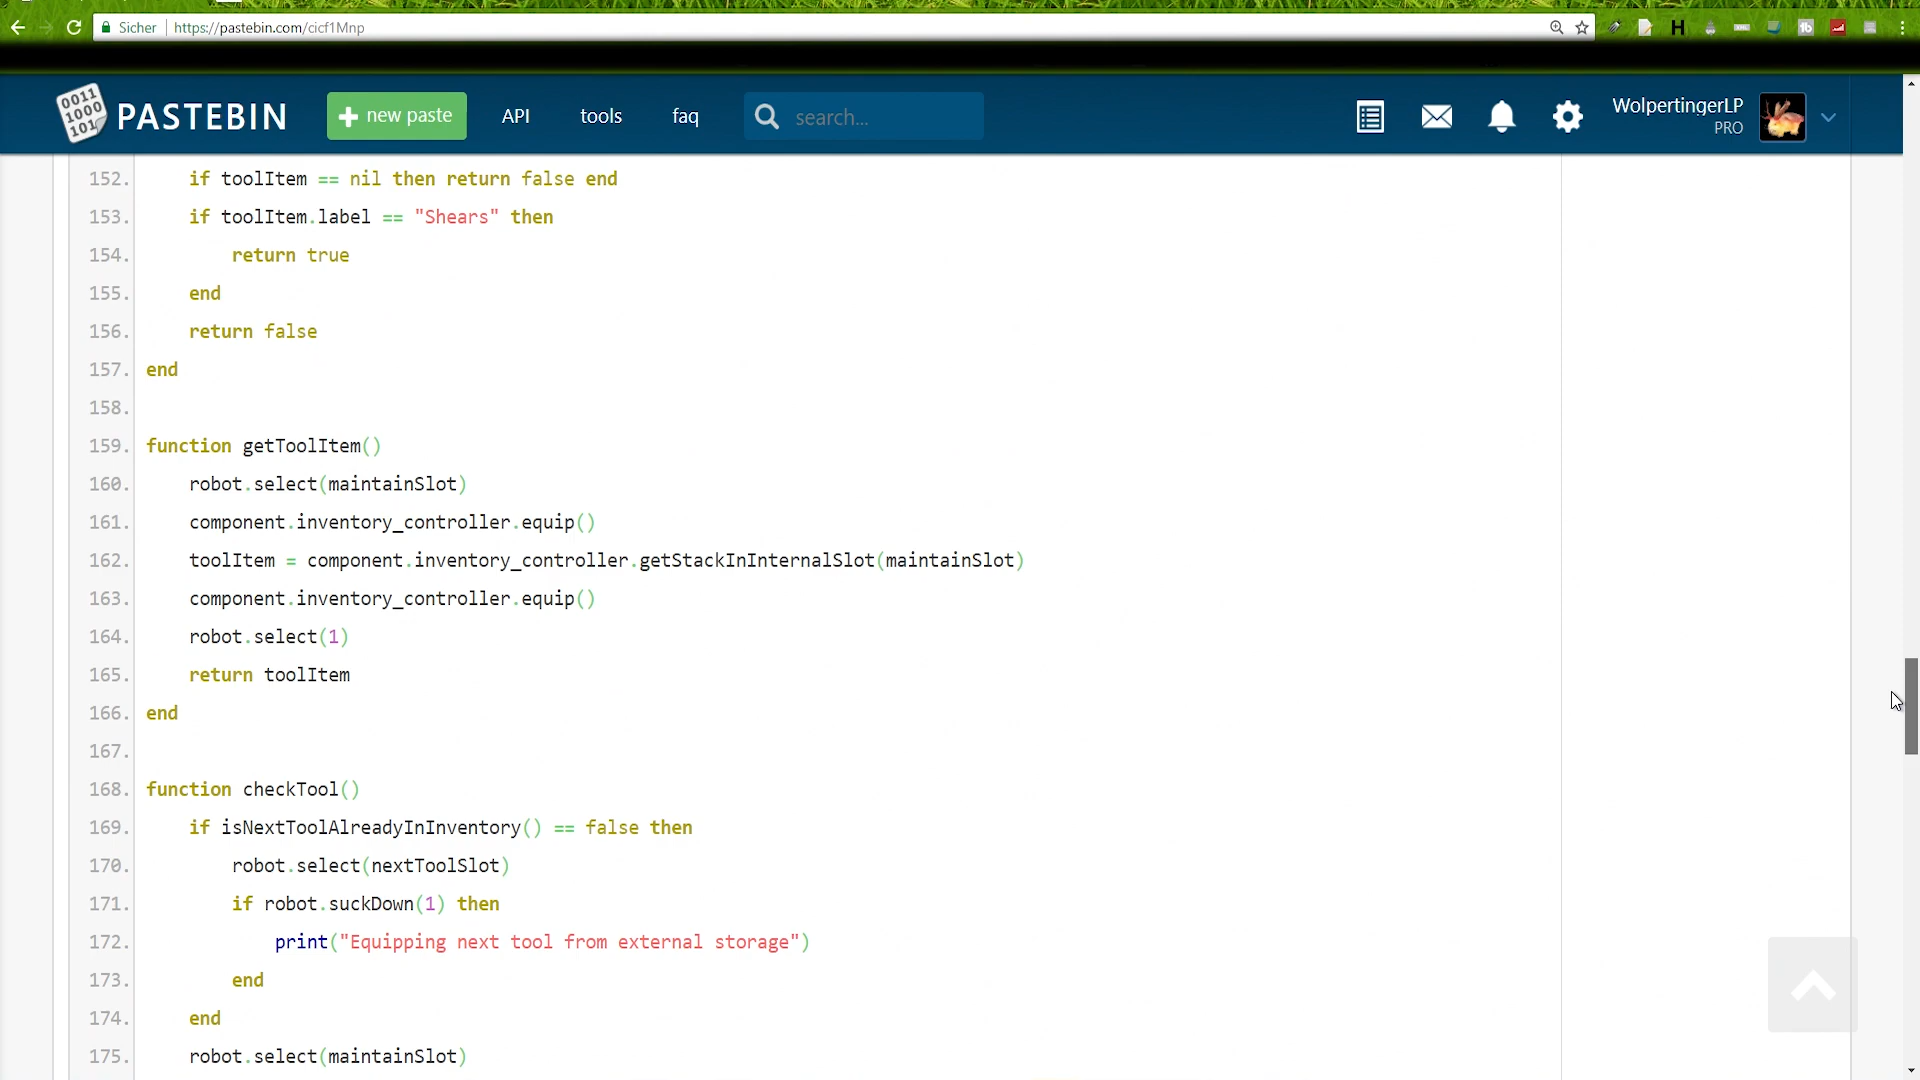 Sicher https://pastebin.com/cicf1Mnp
0011 1000 101 PASTEBIN + new paste API tools faq search... WolpertingerLP PRO
152. if toolItem == nil then return false end
153. if toolItem.label == "Shears" then
154. return true
155. end
156. return false
157. end
158.
159. function getToolItem()
160. robot.select(maintainSlot)
161. component.inventory_controller.equip()
162. toolItem = component.inventory_controller.getStackInInternalSlot(maintainSlot)
163. component.inventory_controller.equip()
164. robot.select(1)
165. return toolItem
166. end
167.
168. function checkTool()
169. if isNextToolAlreadyInInventory() == false then
170. robot.select(nextToolSlot)
171. if robot.suckDown(1) then
172. print("Equipping next tool from external storage")
173. end
174. end
175. robot.select(maintainSlot)